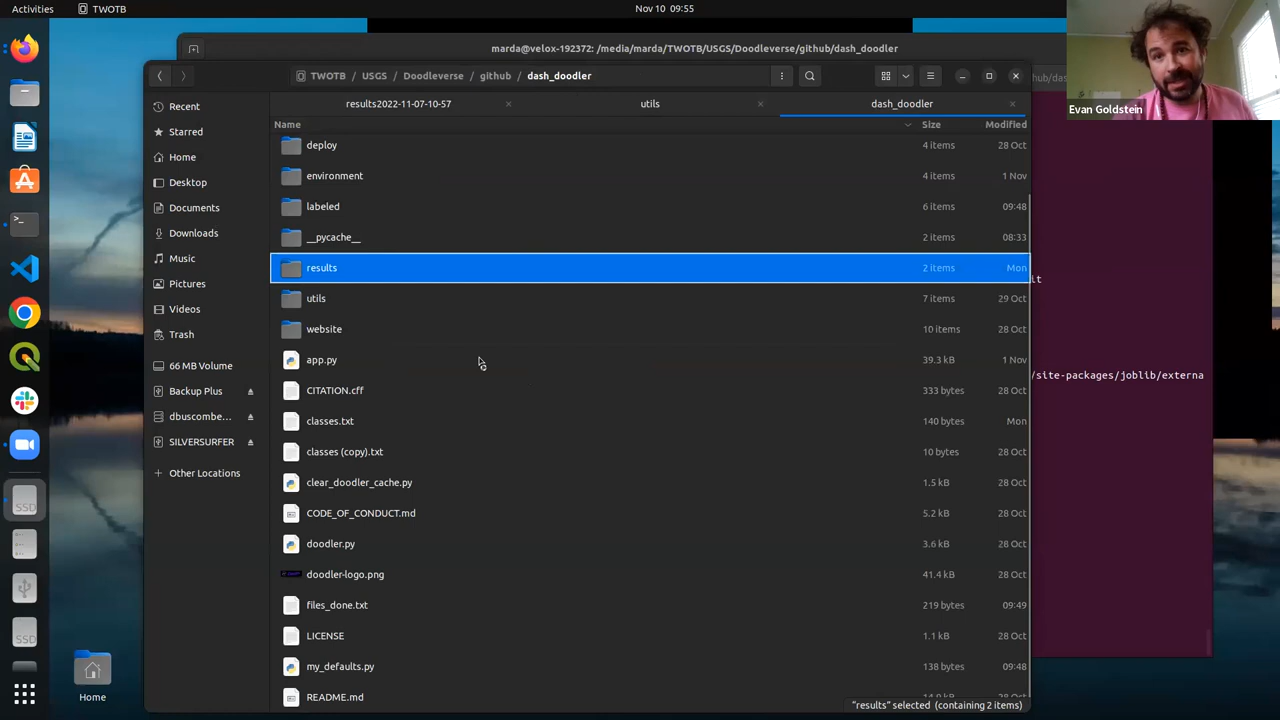 Activities
TWOTB
Nov 10 09:55
marda@velox-192372: /media/marda/TWOTB/USGS/Doodleverse/github/dash_doodler
Evan Goldstein
TWOTB
USGS
Doodleverse
github
dash_doodler
results2022-11-07-10-57
utils
dash_doodler
Name
Size
Modified
Recent
Starred
Home
Desktop
Documents
Downloads
Music
Pictures
Videos
Trash
66 MB Volume
Backup Plus
dbuscombe...
SILVERSURFER
+ Other Locations
deploy 4 items 28 Oct
environment 4 items 1 Nov
labeled 6 items 09:48
__pycache__ 2 items 08:33
results 2 items Mon
utils 7 items 29 Oct
website 10 items 28 Oct
app.py 39.3 kB 1 Nov
CITATION.cff 333 bytes 28 Oct
classes.txt 140 bytes Mon
classes (copy).txt 10 bytes 28 Oct
clear_doodler_cache.py 1.5 kB 28 Oct
CODE_OF_CONDUCT.md 5.2 kB 28 Oct
doodler.py 3.6 kB 28 Oct
doodler-logo.png 41.4 kB 28 Oct
files_done.txt 219 bytes 09:49
LICENSE 1.1 kB 28 Oct
my_defaults.py 138 bytes 09:48
README.md
"results" selected (containing 2 items)
it
/site-packages/joblib/externa
Home
SSD
SSD